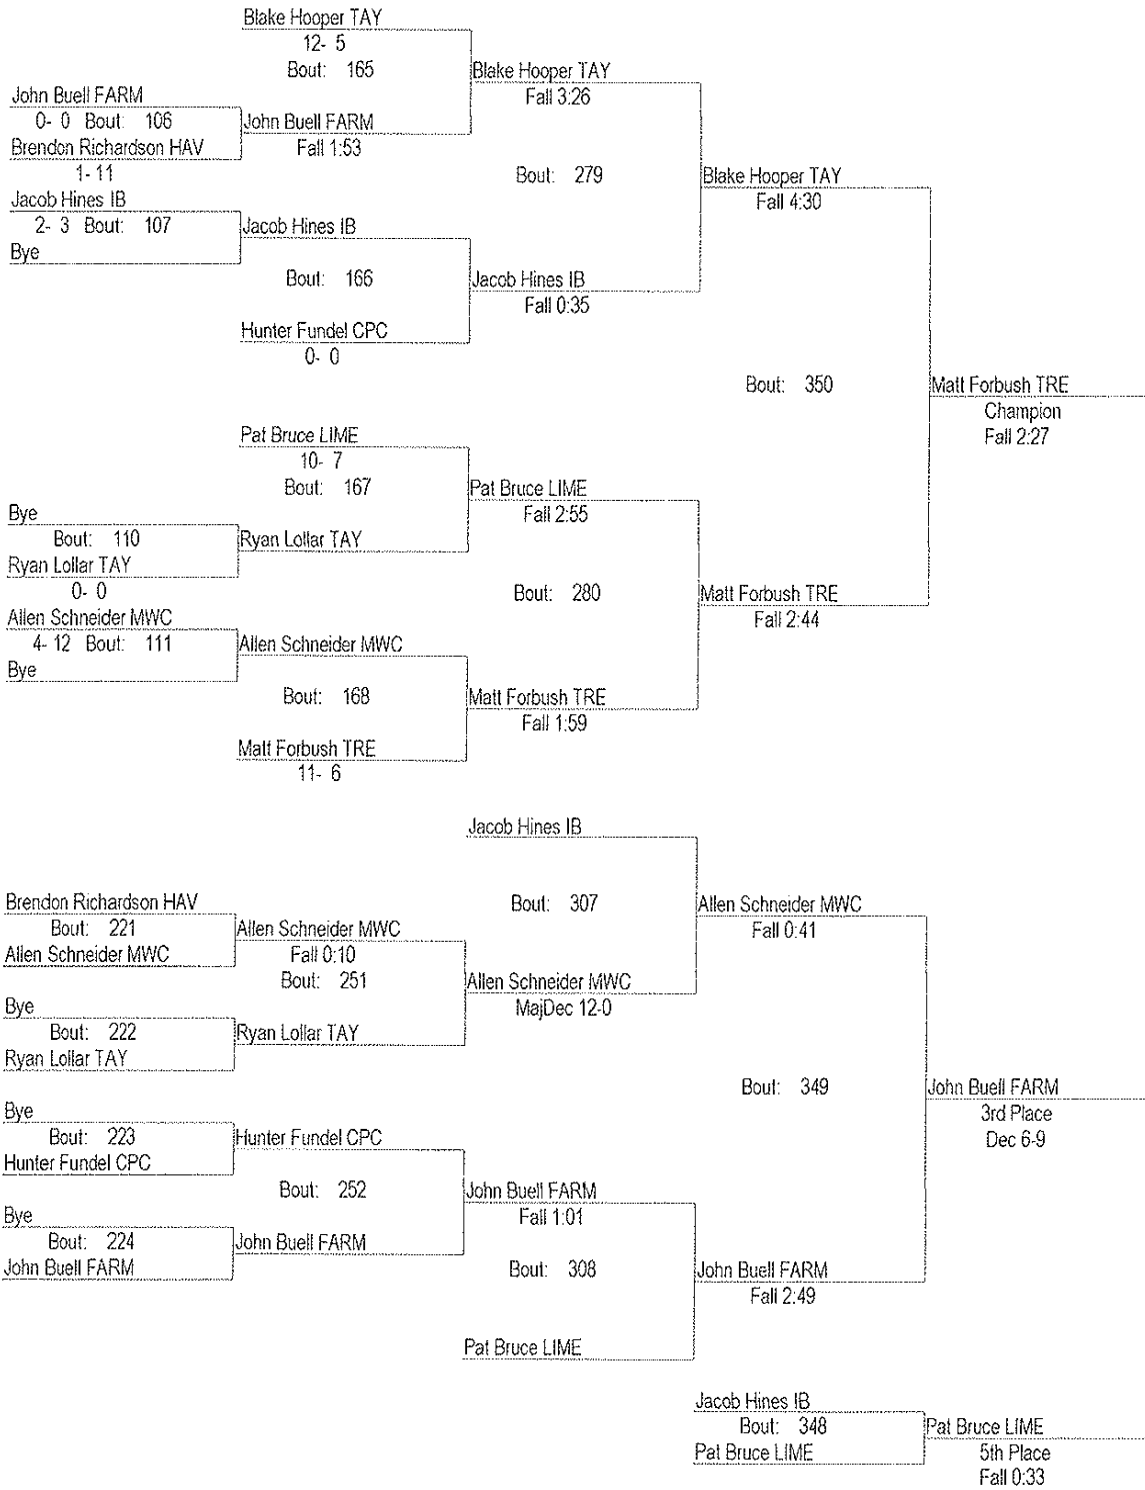 Blake Hooper TAY
12- 5
Bout: 165
Blake Hooper TAY
Fall 3:26
John Buell FARM
0- 0 Bout: 106
John Buell FARM
Fall 1:53
Brendon Richardson HAV
1- 11
Bout: 279
Blake Hooper TAY
Fall 4:30
Jacob Hines IB
2- 3 Bout: 107
Jacob Hines IB
Bye
Bout: 166
Jacob Hines IB
Fall 0:35
Hunter Fundel CPC
0- 0
Bout: 350
Matt Forbush TRE
Champion
Fall 2:27
Pat Bruce LIME
10- 7
Bout: 167
Pat Bruce LIME
Fall 2:55
Bye
Bout: 110
Ryan Lollar TAY
Ryan Lollar TAY
0- 0
Bout: 280
Matt Forbush TRE
Fall 2:44
Allen Schneider MWC
4- 12 Bout: 111
Allen Schneider MWC
Bye
Bout: 168
Matt Forbush TRE
Fall 1:59
Matt Forbush TRE
11- 6
Jacob Hines IB
Brendon Richardson HAV
Bout: 307
Allen Schneider MWC
Fall 0:41
Bout: 221
Allen Schneider MWC
Fall 0:10
Allen Schneider MWC
Bout: 251
Allen Schneider MWC
MajDec 12-0
Bye
Bout: 222
Ryan Lollar TAY
Ryan Lollar TAY
Bout: 349
John Buell FARM
3rd Place
Dec 6-9
Bye
Bout: 223
Hunter Fundel CPC
Hunter Fundel CPC
Bout: 252
John Buell FARM
Fall 1:01
Bye
Bout: 224
John Buell FARM
John Buell FARM
Bout: 308
John Buell FARM
Fall 2:49
Pat Bruce LIME
Jacob Hines IB
Bout: 348
Pat Bruce LIME
Pat Bruce LIME
5th Place
Fall 0:33